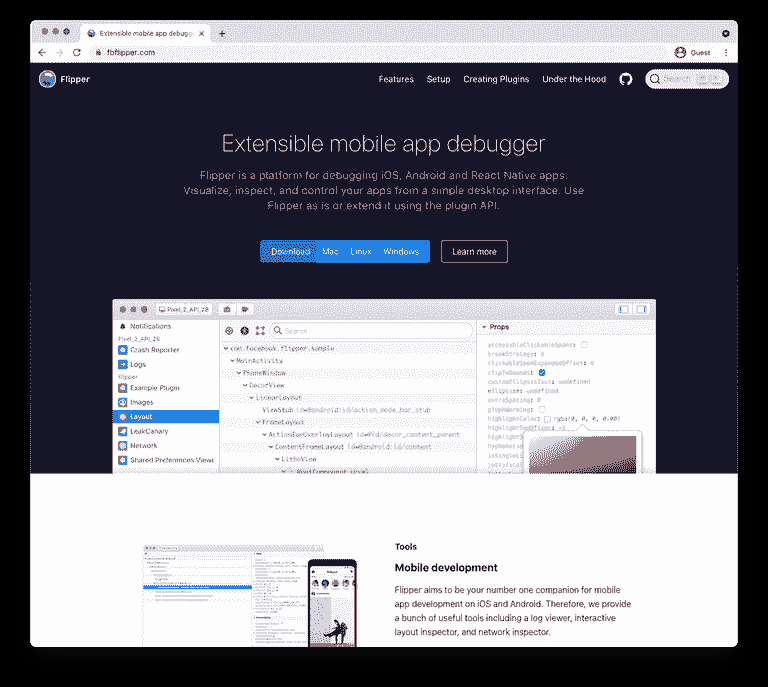 Extensible mobile app debugg
fbflipper.com
Guest
Flipper
Features Setup Creating Plugins Under the Hood Search
Extensible mobile app debugger
Flipper is a platform for debugging iOS, Android and React Native apps.
Visualize, inspect, and control your apps from a simple desktop interface. Use
Flipper as is or extend it using the plugin API.
Download Mac Linux Windows Learn more
Pixel_2_API_28
Notifications
Pixel_2_API_28
Crash Reporter
Logs
Flipper
Example Plugin
Images
Layout
LeakCanary
Network
Shared Preferences Viewe
Search
com.facebook.flipper.sample
MainActivity
PhoneWindow
DecorView
LinearLayout
ViewStub id=@android:id/action_mode_bar_stub
FrameLayout
ActionBarOverlayLayout id=@id/decor_content_parent
ContentFrameLayout id=@android:id/content
LithoView
Props
accessibleClickableSpans:
breakStrategy: 0
clickableSpanExpandedOffset: 0
clipToBounds:
customEllipsisText: undefined
ellipsize: undefined
extraSpacing: 0
glyphWarming:
highlightColor: rgba(0, 0, 0, 0.00)
Tools
Mobile development
Flipper aims to be your number one companion for mobile
app development on iOS and Android. Therefore, we provide
a bunch of useful tools including a log viewer, interactive
layout inspector, and network inspector.